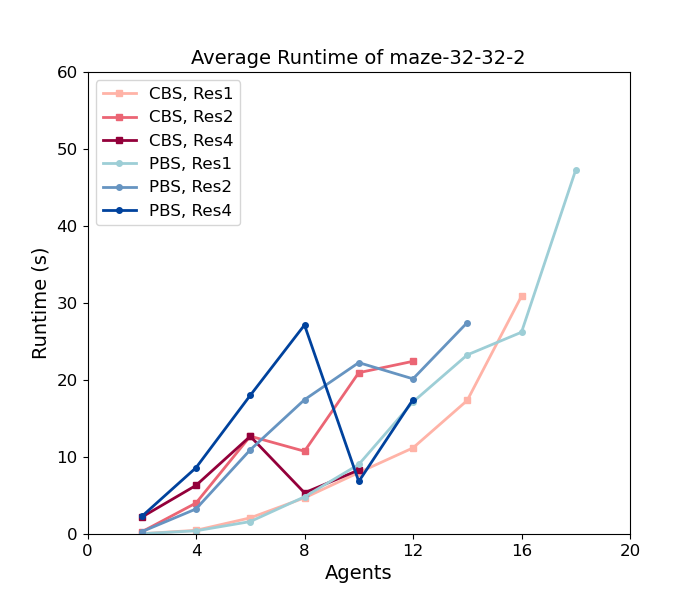 Average Runtime of maze-32-32-2
60
50
40
30
20
10
0
Runtime (s)
CBS, Res1
CBS, Res2
CBS, Res4
PBS, Res1
PBS, Res2
PBS, Res4
0 4 8 12 16 20
Agents